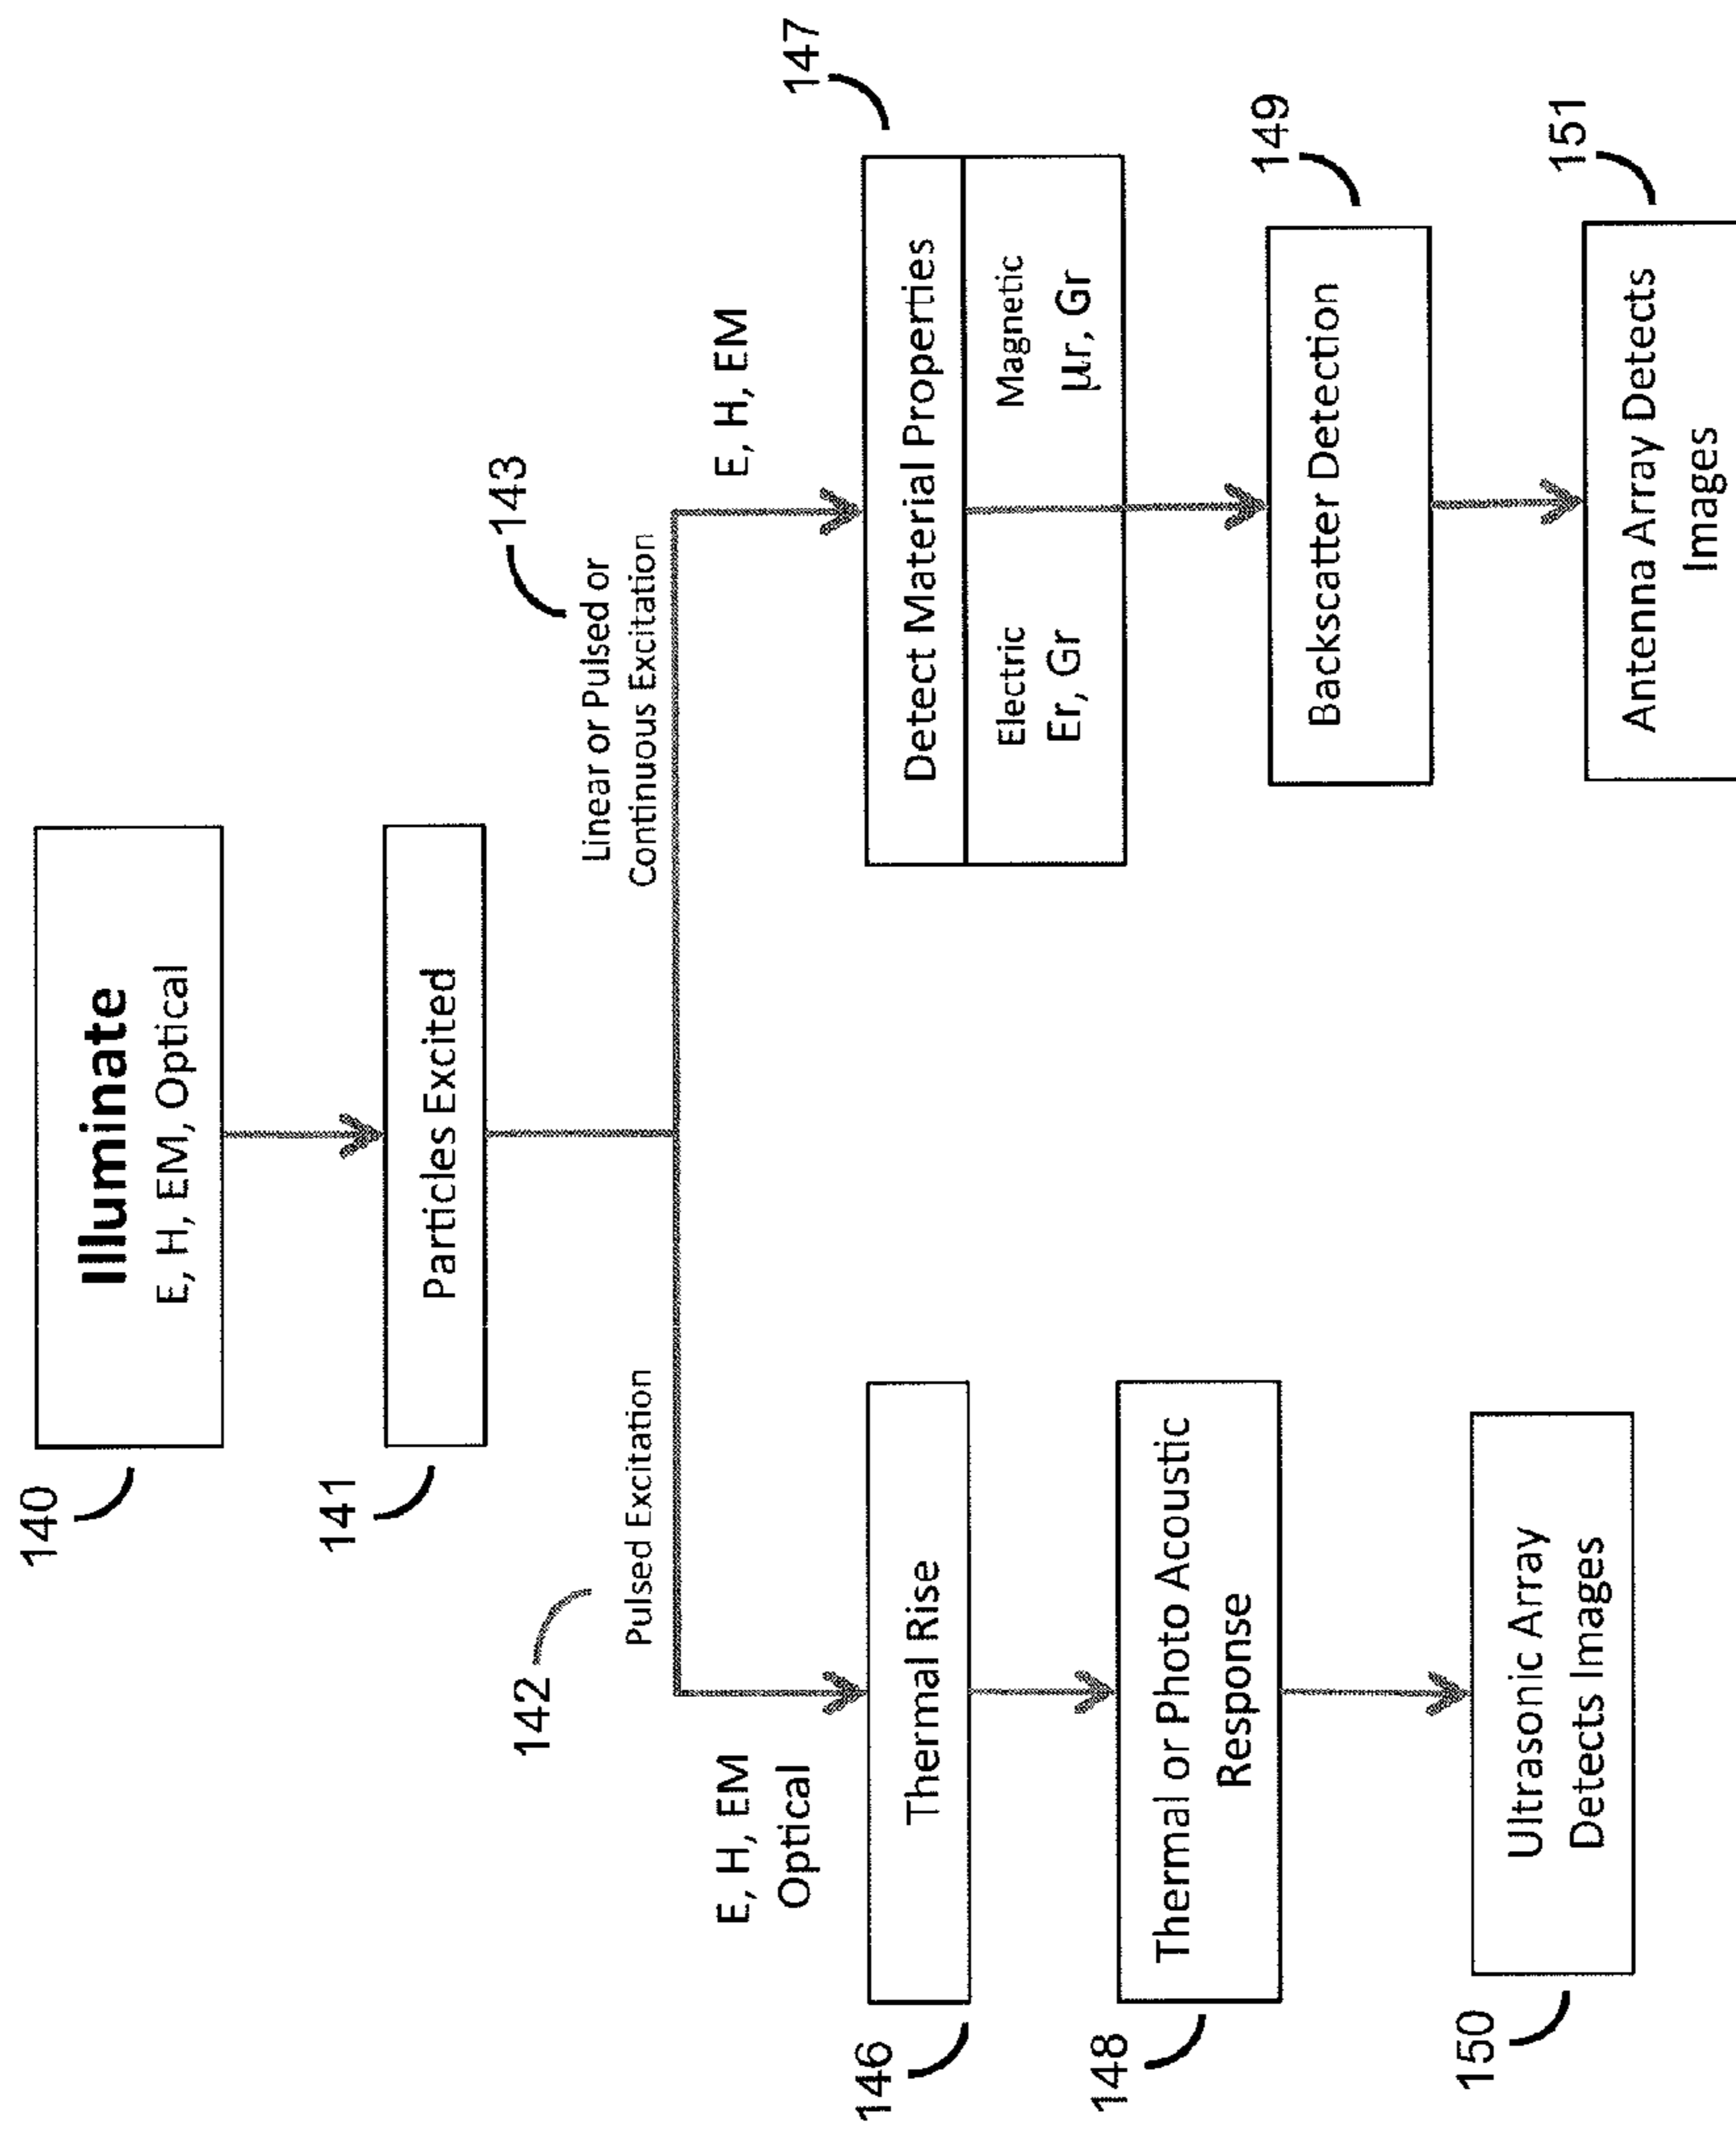 140
Illuminate
E, H, EM, Optical
141
Particles Excited
142
Pulsed Excitation
143
Linear or Pulsed or
Continuous Excitation
E, H, EM
Optical
E, H, EM
146
Thermal Rise
147
Detect Material Properties
Electric
Er, Gr
Magnetic
μr, Gr
148
Thermal or Photo Acoustic
Response
149
Backscatter Detection
150
Ultrasonic Array
Detects Images
151
Antenna Array Detects
Images